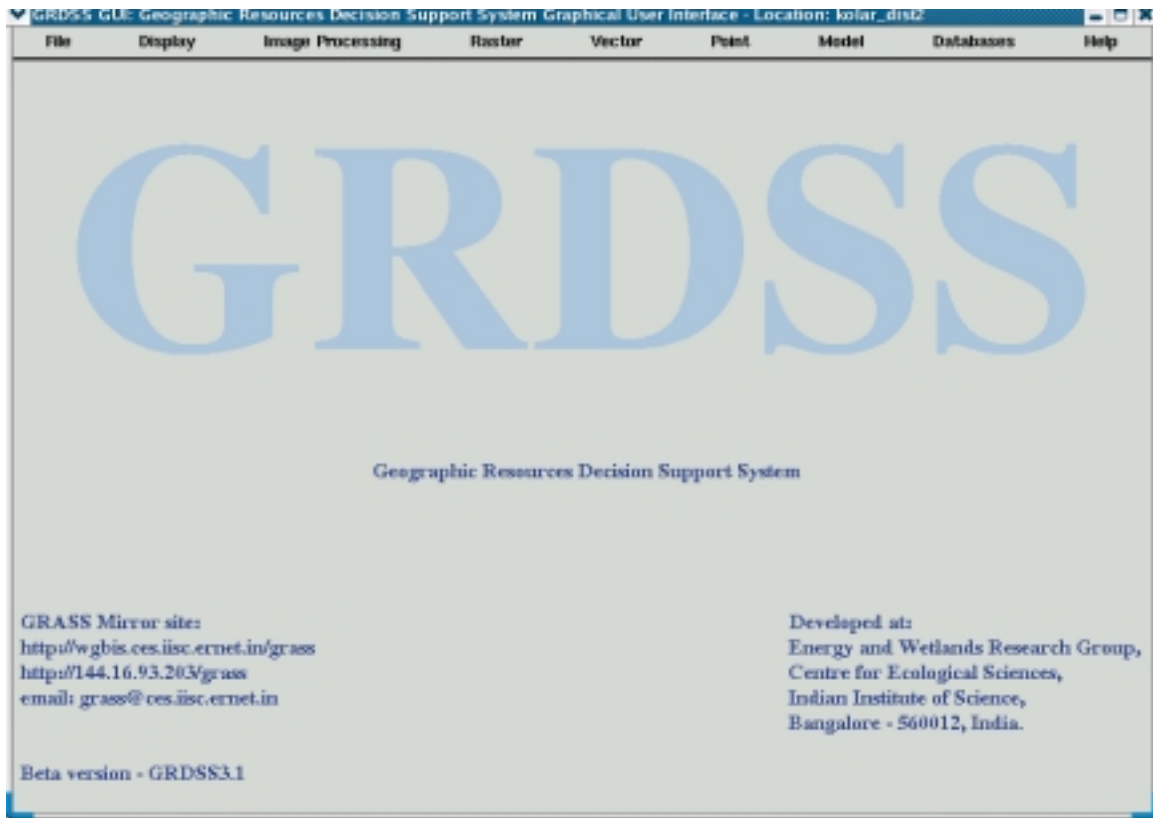 GRDSS GUI: Geographic Resources Decision Support System Graphical User Interface - Location: kolar_dist2
File Display Image Processing Raster Vector Point Model Databases Help
GRDSS
Geographic Resources Decision Support System
GRASS Mirror site:
http://wgbis.ces.iisc.ernet.in/grass
http://144.16.93.203/grass
email: grass@ces.iisc.ernet.in
Beta version - GRDSS3.1
Developed at:
Energy and Wetlands Research Group,
Centre for Ecological Sciences,
Indian Institute of Science,
Bangalore - 560012, India.